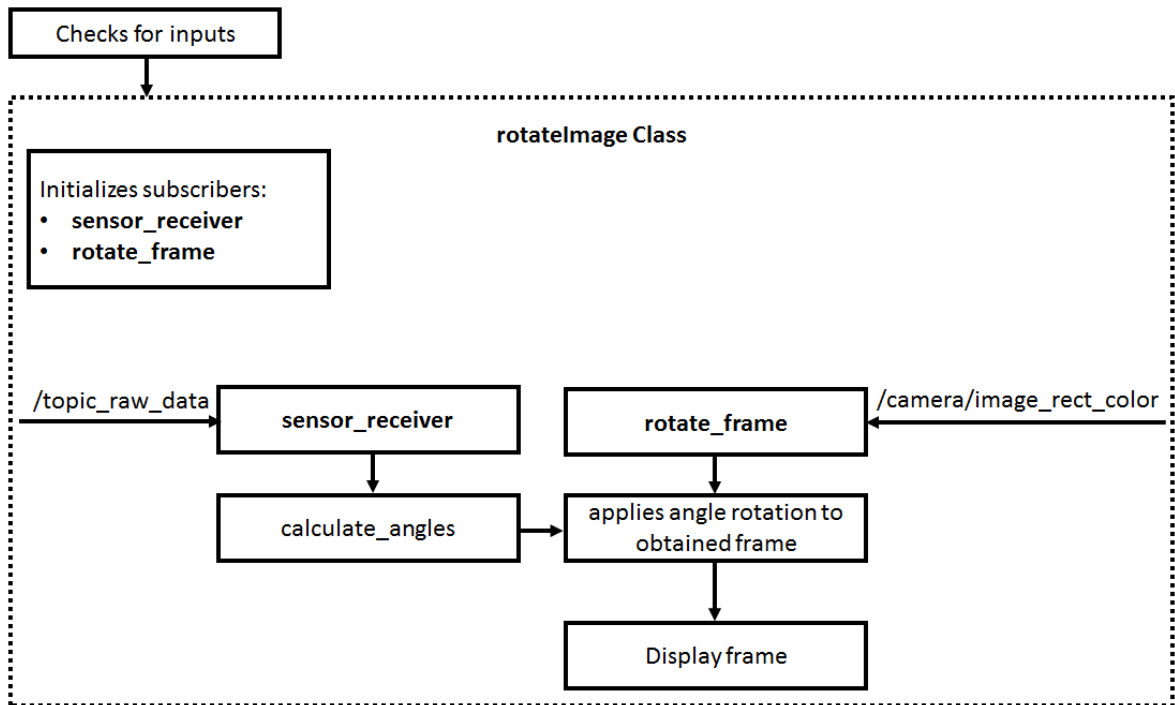 Checks for inputs
rotateImage Class
Initializes subscribers:
• sensor_receiver
• rotate_frame
/topic_raw_data
sensor_receiver
rotate_frame
/camera/image_rect_color
calculate_angles
applies angle rotation to
obtained frame
Display frame